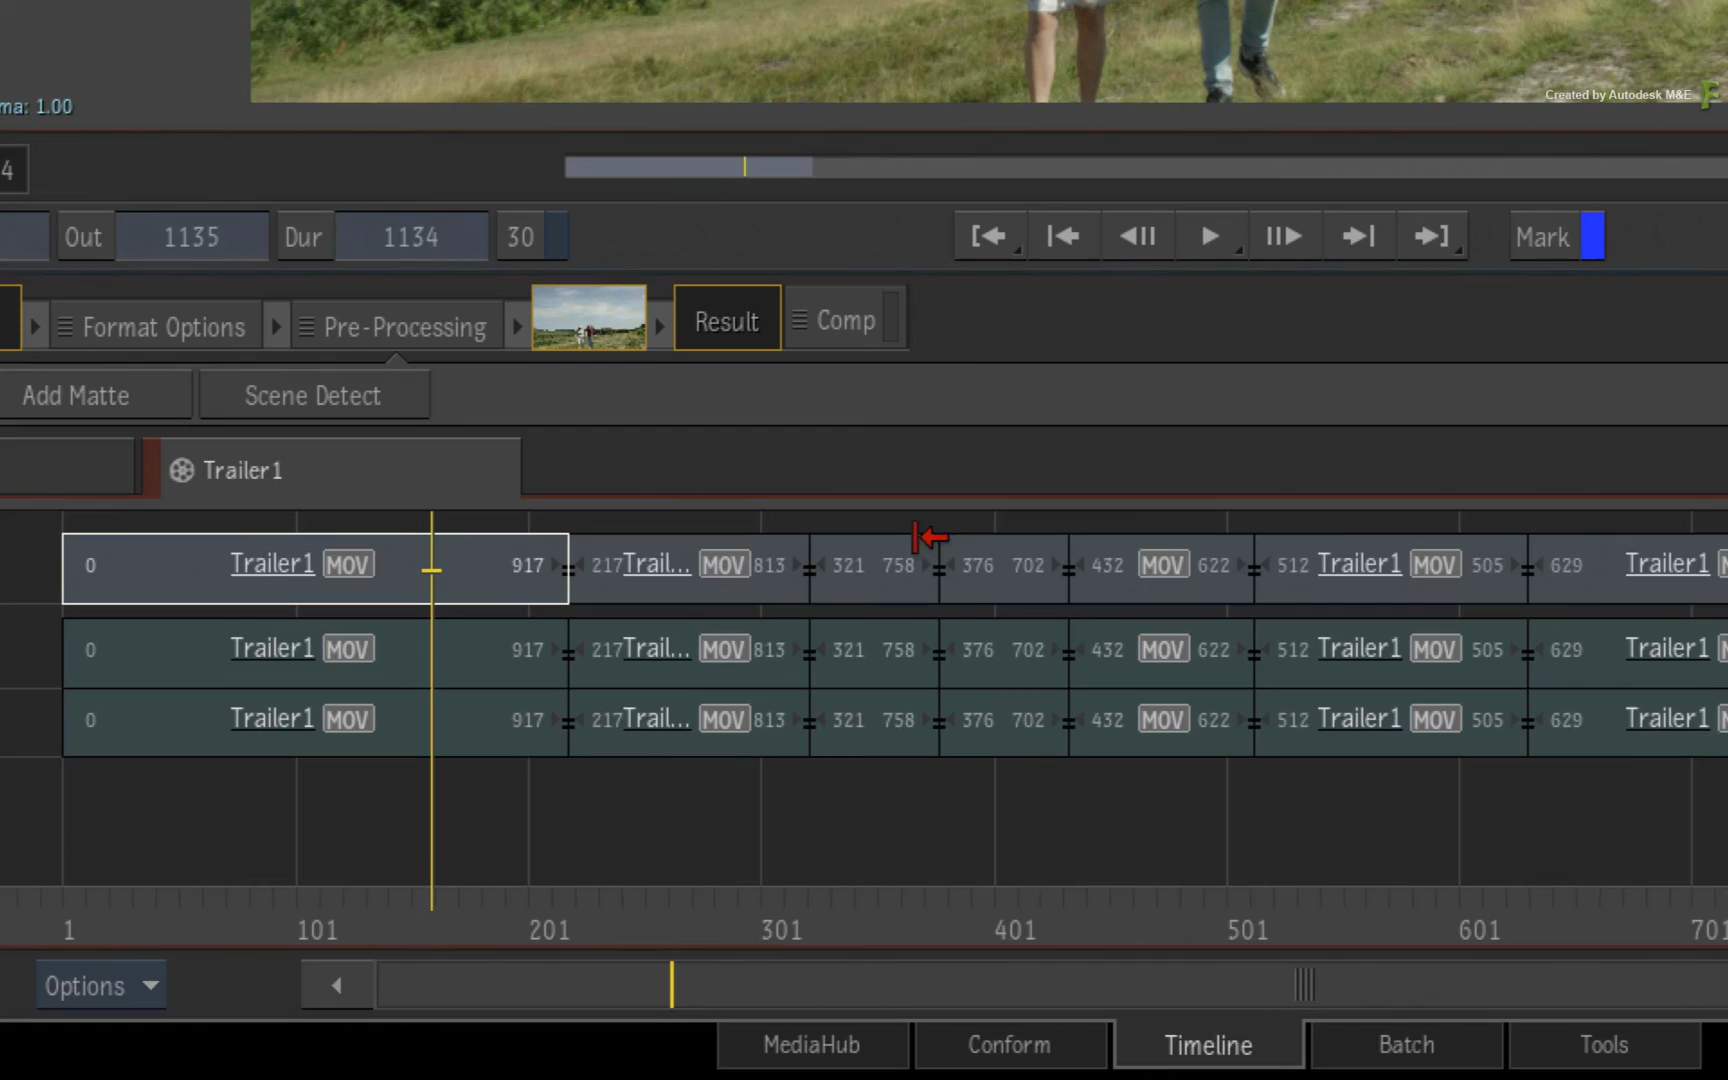 Created by Autodesk M&E
ma: 1.00
4
Out 1135 Dur 1134 30 Mark
Format Options Pre-Processing Result Comp
Add Matte Scene Detect
Trailer1
0 Trailer1 MOV 917 217 Trail... MOV 813 321 758 376 702 432 MOV 622 512 Trailer1 MOV 505 629 Trailer1
0 Trailer1 MOV 917 217 Trail... MOV 813 321 758 376 702 432 MOV 622 512 Trailer1 MOV 505 629 Trailer1
0 Trailer1 MOV 917 217 Trail... MOV 813 321 758 376 702 432 MOV 622 512 Trailer1 MOV 505 629 Trailer1
1 101 201 301 401 501 601 701
Options
MediaHub Conform Timeline Batch Tools